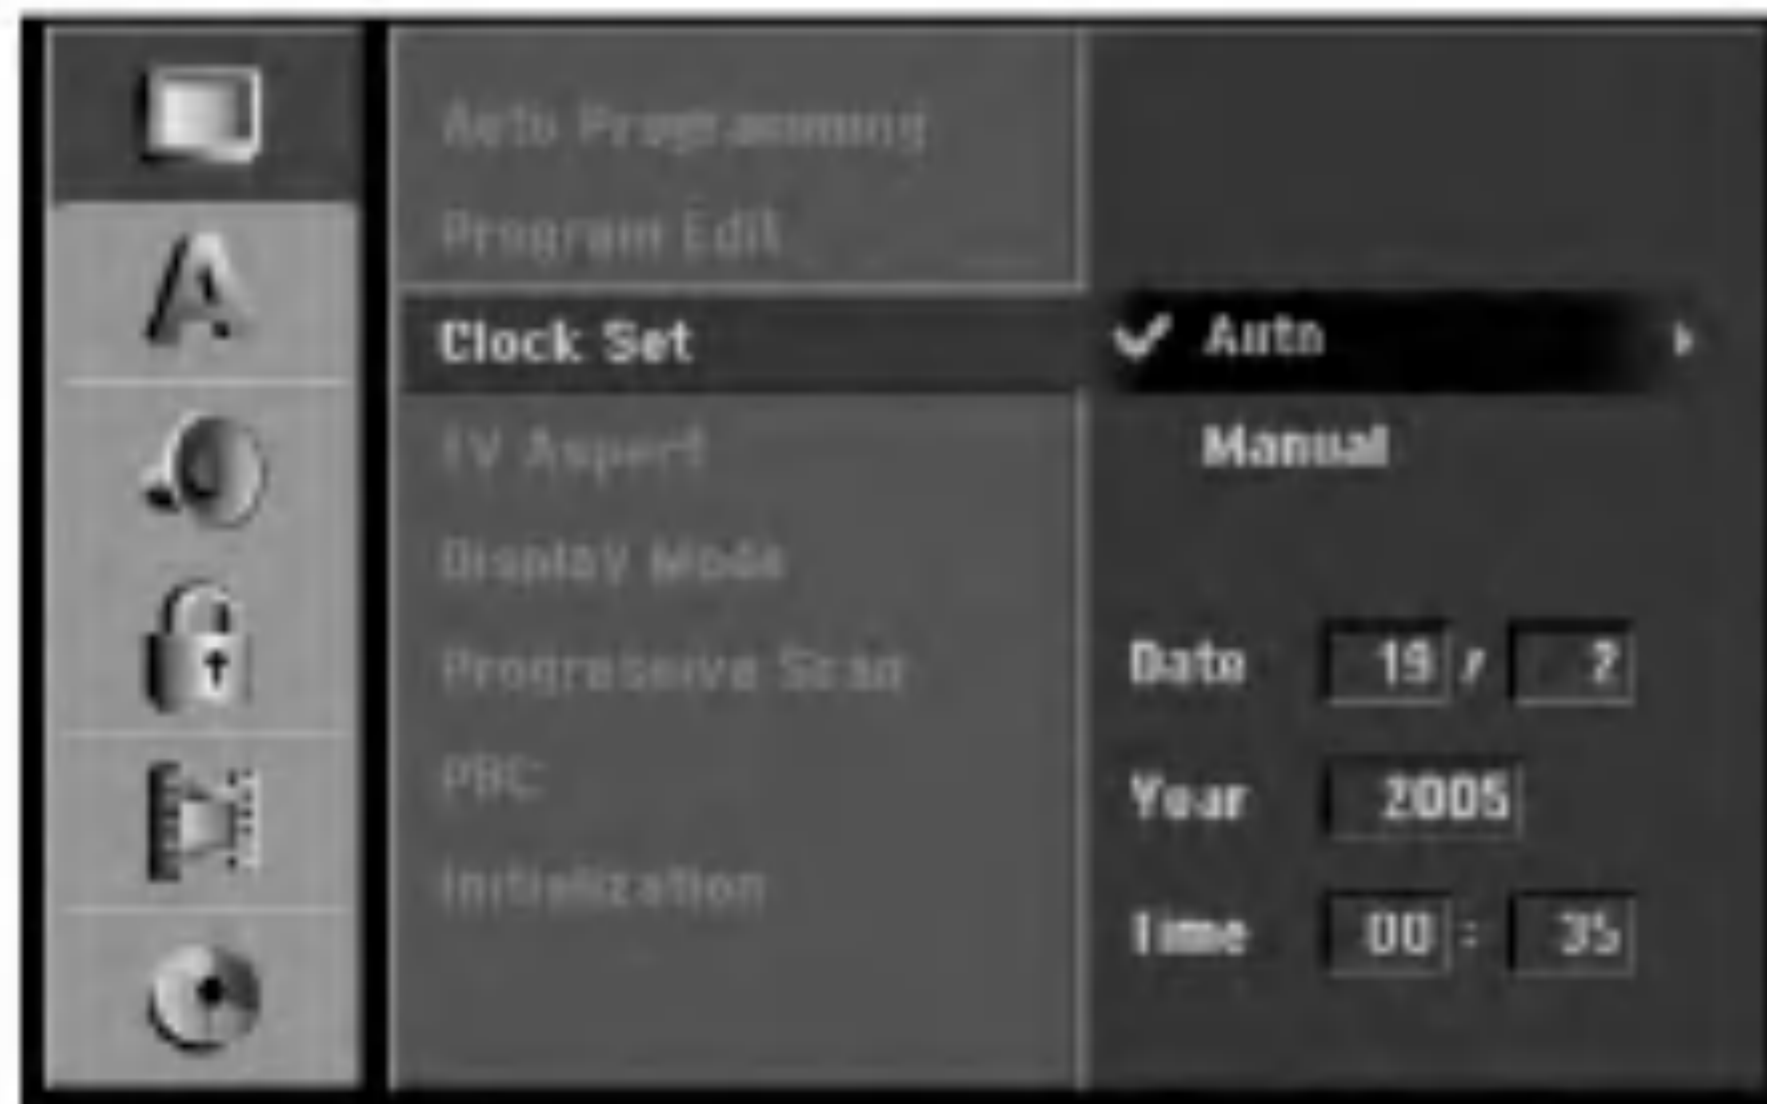 Auto Programming
Program Edit
Clock Set
TV Aspect
Display Mode
Progressive Scan
PBC
Initialization
✔ Auto
Manual
Date 19 / 2
Year 2005
Time 00 : 35